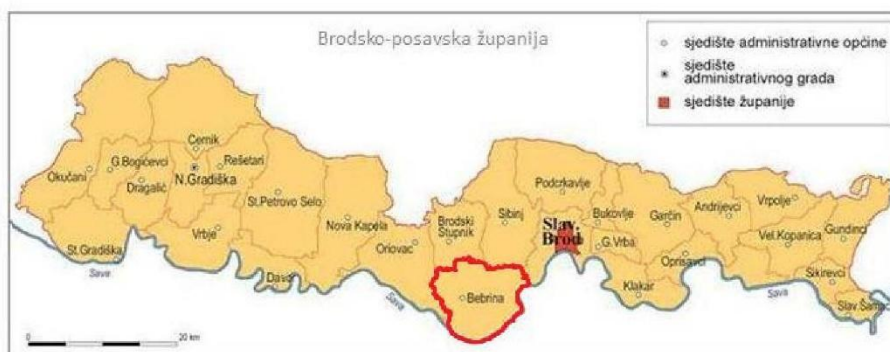 Brodsko-posavska županija
sjedište administrativne općine
sjedište
administrativnog grada
sjedište županije
Cernik
Okučani
G.Bogićevci
Rešetari
Dragalić
N.Gradiška
St.Petrovo Selo
Vrbje
Nova Kapela
St.Gradiška
Sava
Davor
Oriovac
Brodski
Stupnik
Sibinj
Podcrkavlje
Slav.
Brod
Bukovlje
G.Vrba
Garčin
Andrijevci
Vrpolje
Gundinci
Vel.Kopanica
Oprisavci
Klakar
Sikirevci
Slav.Šamac
Bebrina
Sava
Sava
0
20 km